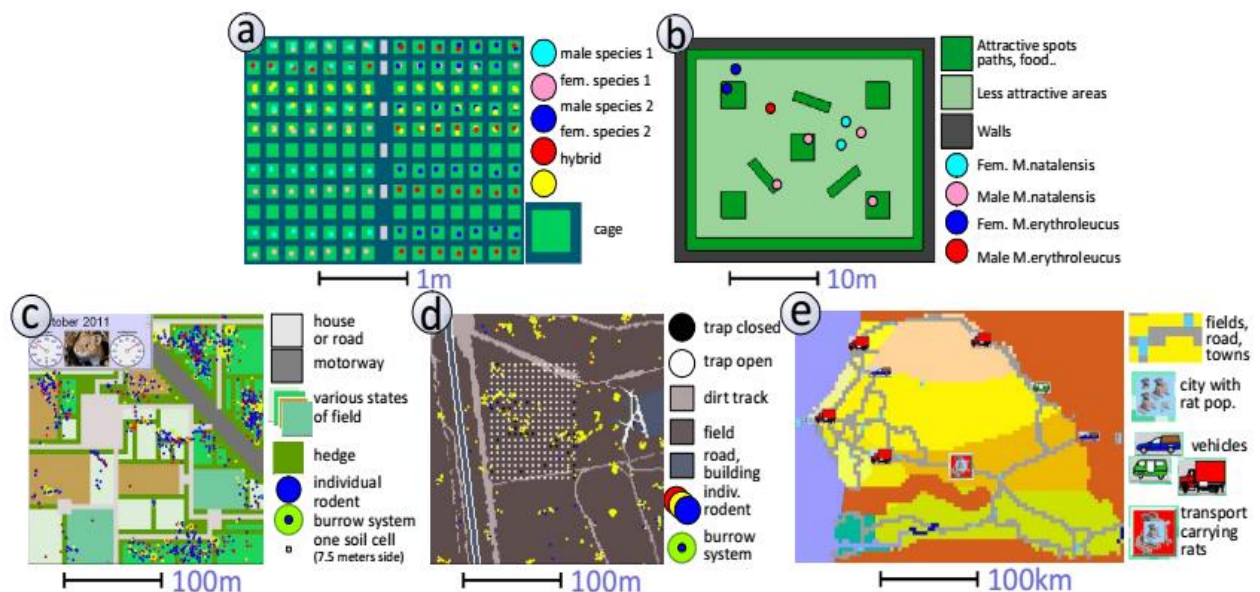 a
male species 1
fem. species 1
male species 2
fem. species 2
hybrid
cage
1m
b
Attractive spots
paths, food..
Less attractive areas
Walls
Fem. M.natalensis
Male M.natalensis
Fem. M.erythroleucus
Male M.erythroleucus
10m
c
tober 2011
house
or road
motorway
various states
of field
hedge
individual
rodent
burrow system
one soil cell
(7.5 meters side)
100m
d
trap closed
trap open
dirt track
field
road,
building
indiv.
rodent
burrow
system
100m
e
fields,
road,
towns
city with
rat pop.
vehicles
transport
carrying
rats
100km